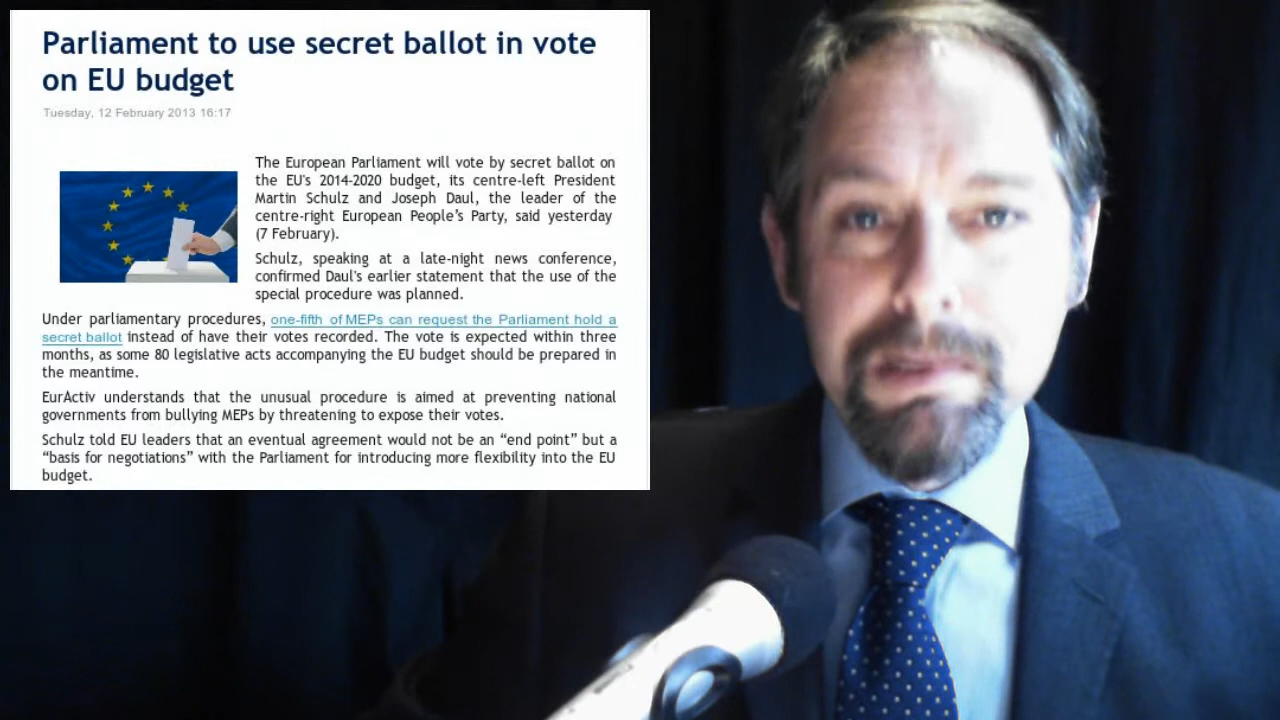 Parliament to use secret ballot in vote
on EU budget
Tuesday, 12 February 2013 16:17
The European Parliament will vote by secret ballot on
the EU's 2014-2020 budget, its centre-left President
Martin Schulz and Joseph Daul, the leader of the
centre-right European People’s Party, said yesterday
(7 February).
Schulz, speaking at a late-night news conference,
confirmed Daul's earlier statement that the use of the
special procedure was planned.
Under parliamentary procedures, one-fifth of MEPs can request the Parliament hold a
secret ballot instead of have their votes recorded. The vote is expected within three
months, as some 80 legislative acts accompanying the EU budget should be prepared in
the meantime.
EurActiv understands that the unusual procedure is aimed at preventing national
governments from bullying MEPs by threatening to expose their votes.
Schulz told EU leaders that an eventual agreement would not be an “end point” but a
“basis for negotiations” with the Parliament for introducing more flexibility into the EU
budget.